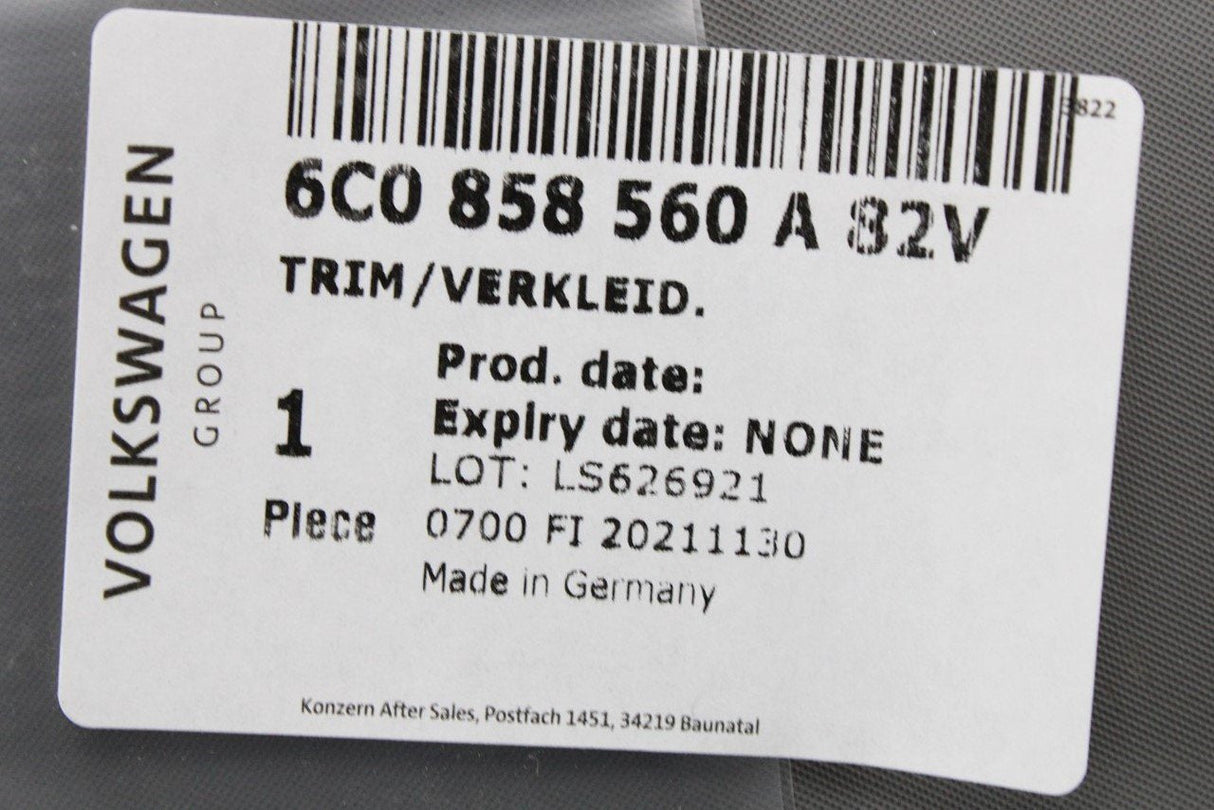 3822
6C0 858 560 A 82V
TRIM/VERKLEID.
Prod. date:
Expiry date: NONE
LOT: LS626921
1
Piece
0700 FI 20211130
Made in Germany
VOLKSWAGEN
GROUP
Konzern After Sales, Postfach 1451, 34219 Baunatal